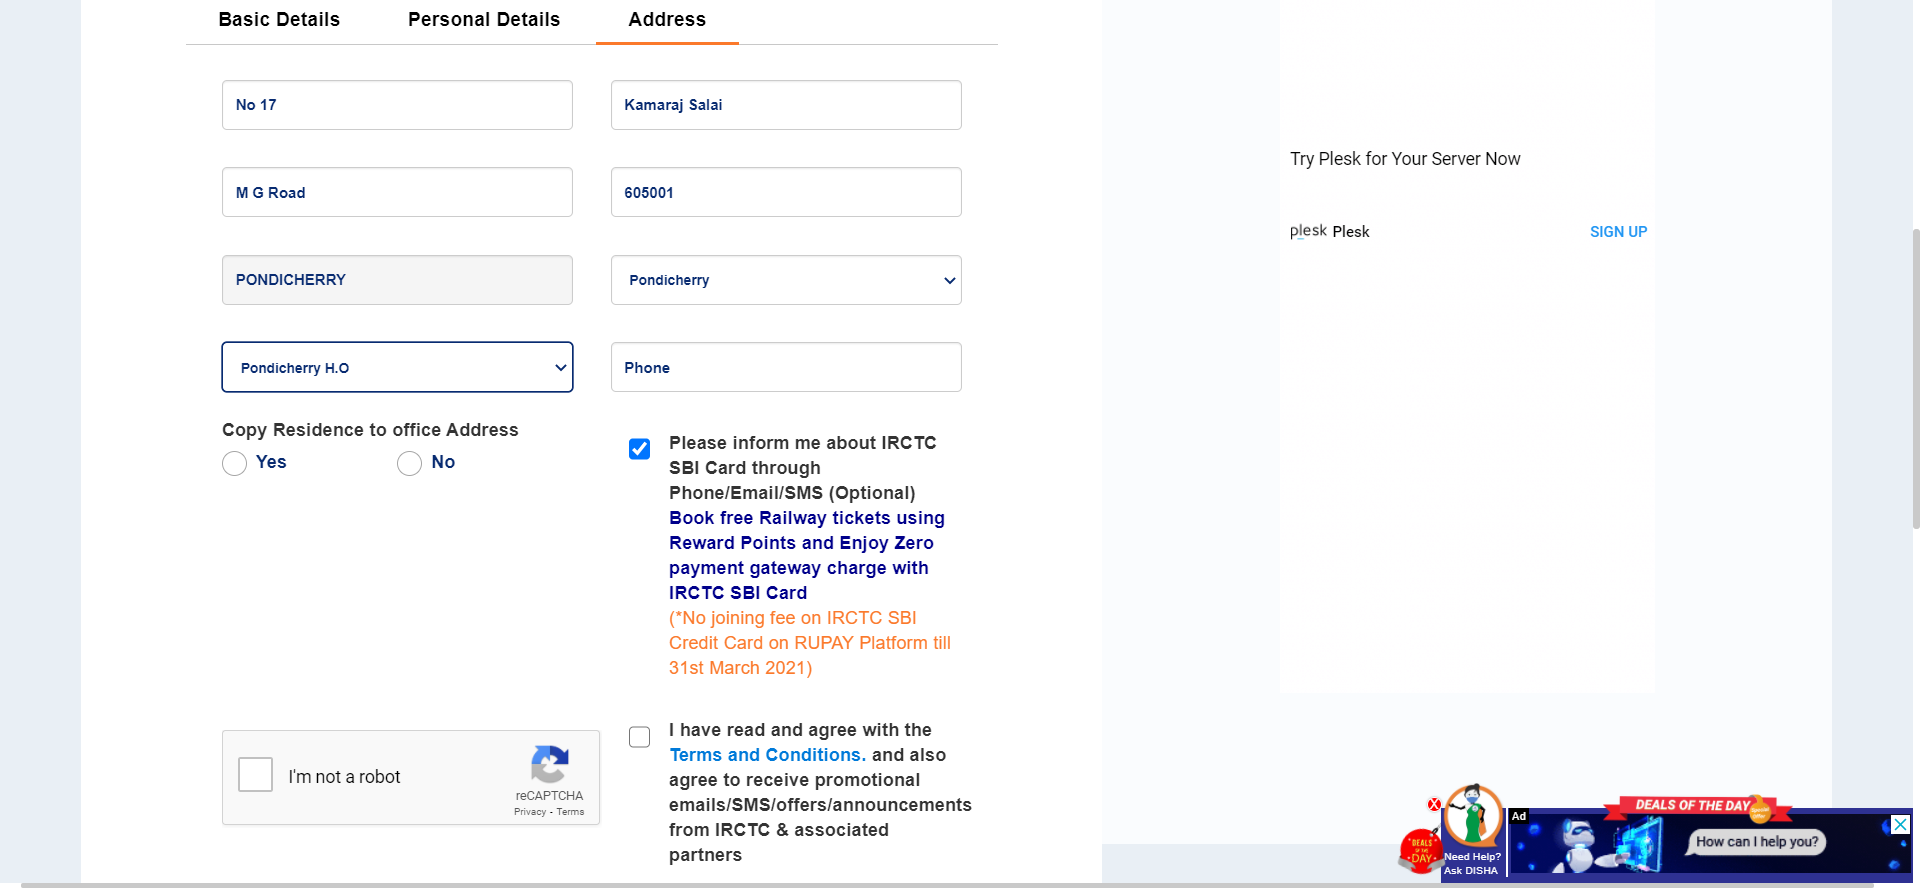 Basic Details
Personal Details
Address
No 17
Kamaraj Salai
M G Road
605001
PONDICHERRY
Pondicherry
Pondicherry H.O
Phone
Copy Residence to office Address
Yes
No
Please inform me about IRCTC
SBI Card through
Phone/Email/SMS (Optional)
Book free Railway tickets using
Reward Points and Enjoy Zero
payment gateway charge with
IRCTC SBI Card
(*No joining fee on IRCTC SBI
Credit Card on RUPAY Platform till
31st March 2021)
I'm not a robot
reCAPTCHA
Privacy - Terms
I have read and agree with the
Terms and Conditions. and also
agree to receive promotional
emails/SMS/offers/announcements
from IRCTC & associated
partners
Try Plesk for Your Server Now
plesk Plesk
SIGN UP
DEALS OF THE DAY
Special
offer
X
DEALS
OF THE
DAY
Need Help?
Ask DISHA
Ad
How can I help you?